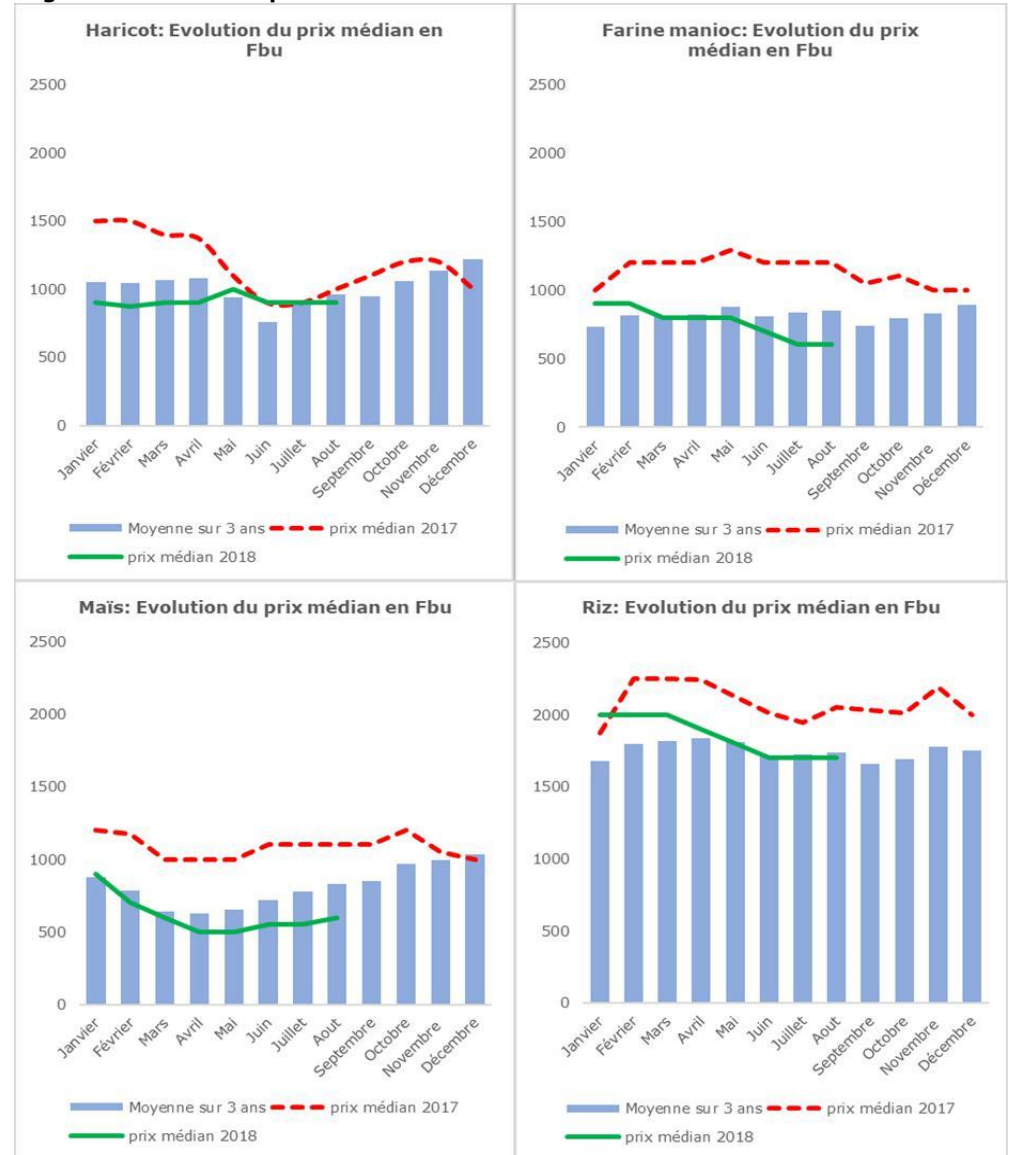 Haricot: Evolution du prix médian en
Fbu
2500
2000
1500
1000
500
0
Janvier
Février
Mars
Avril
Mai
Juin
Juillet
Aout
Septembre
Octobre
Novembre
Décembre
Moyenne sur 3 ans
prix médian 2017
prix médian 2018
Farine manioc: Evolution du prix
médian en Fbu
2500
2000
1500
1000
500
0
Janvier
Février
Mars
Avril
Mai
Juin
Juillet
Aout
Septembre
Octobre
Novembre
Décembre
Moyenne sur 3 ans
prix médian 2017
prix médian 2018
Maïs: Evolution du prix médian en Fbu
2500
2000
1500
1000
500
0
Janvier
Février
Mars
Avril
Mai
Juin
Juillet
Aout
Septembre
Octobre
Novembre
Décembre
Moyenne sur 3 ans
prix médian 2017
prix médian 2018
Riz: Evolution du prix médian en Fbu
2500
2000
1500
1000
500
0
Janvier
Février
Mars
Avril
Mai
Juin
Juillet
Aout
Septembre
Octobre
Novembre
Décembre
Moyenne sur 3 ans
prix médian 2017
prix médian 2018